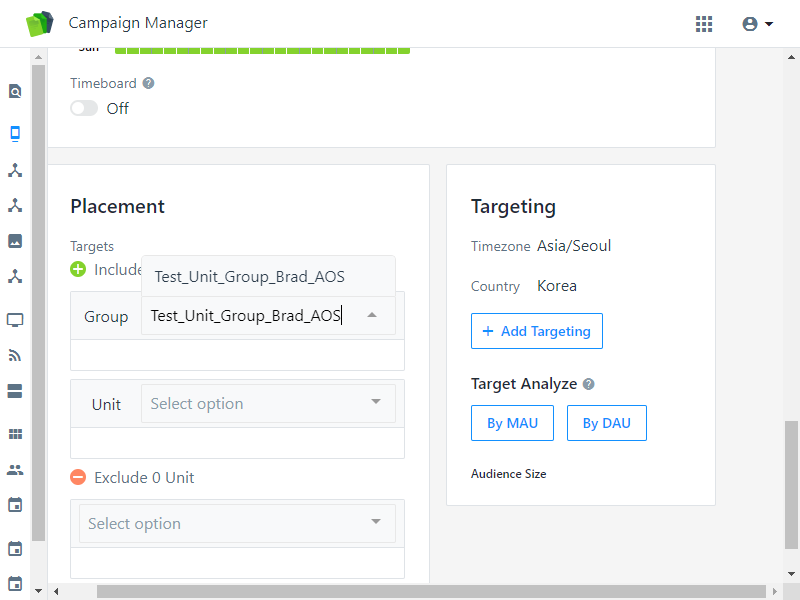 Campaign Manager
Sun
Timeboard
Off
Placement
Targets
Include
Test_Unit_Group_Brad_AOS
Group
Test_Unit_Group_Brad_AOS
Unit
Select option
Exclude 0 Unit
Select option
Targeting
Timezone Asia/Seoul
Country Korea
+ Add Targeting
Target Analyze
By MAU
By DAU
Audience Size